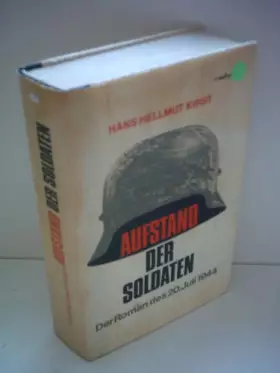 HANS HELLMUT KIRST
AUFSTAND
DER
SOLDATEN
Der Roman des 20. Juli 1944
AUFSTAND DER SOLDATEN